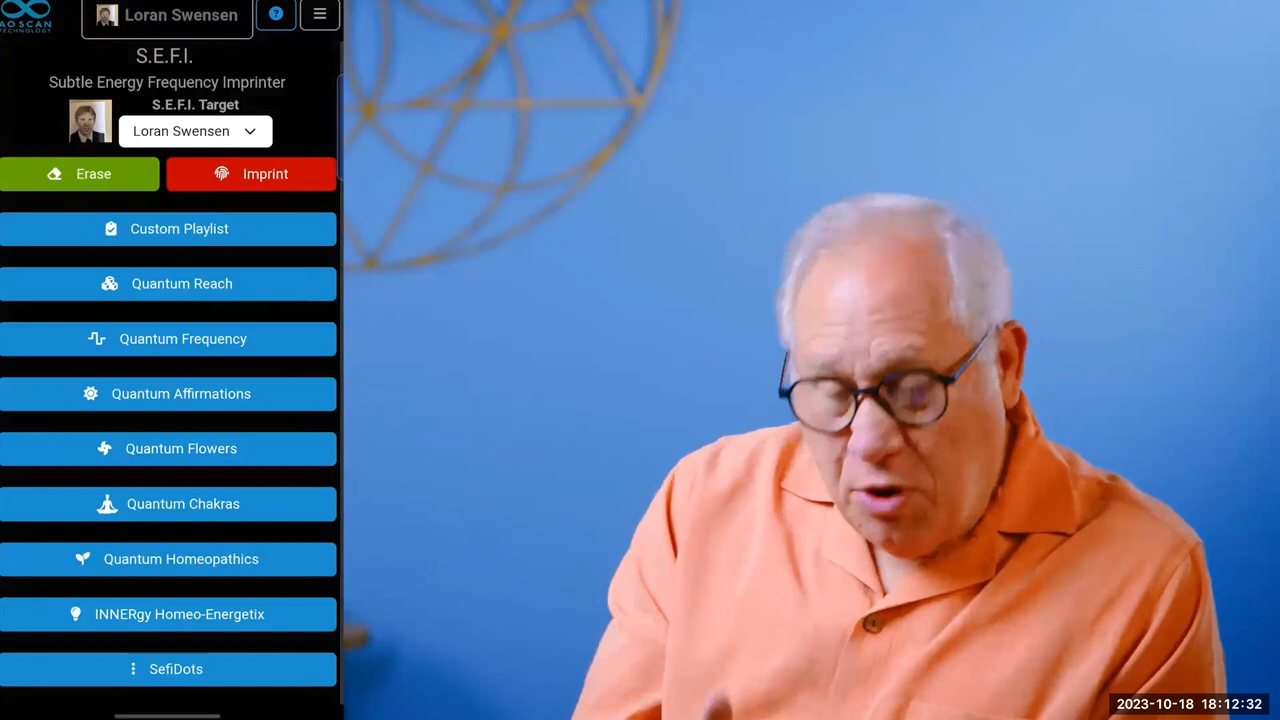 AO SCAN
TECHNOLOGY
Loran Swensen
S.E.F.I.
Subtle Energy Frequency Imprinter
S.E.F.I. Target
Loran Swensen
Erase
Imprint
Custom Playlist
Quantum Reach
Quantum Frequency
Quantum Affirmations
Quantum Flowers
Quantum Chakras
Quantum Homeopathics
INNERgy Homeo-Energetix
SefiDots
2023-10-18 18:12:32